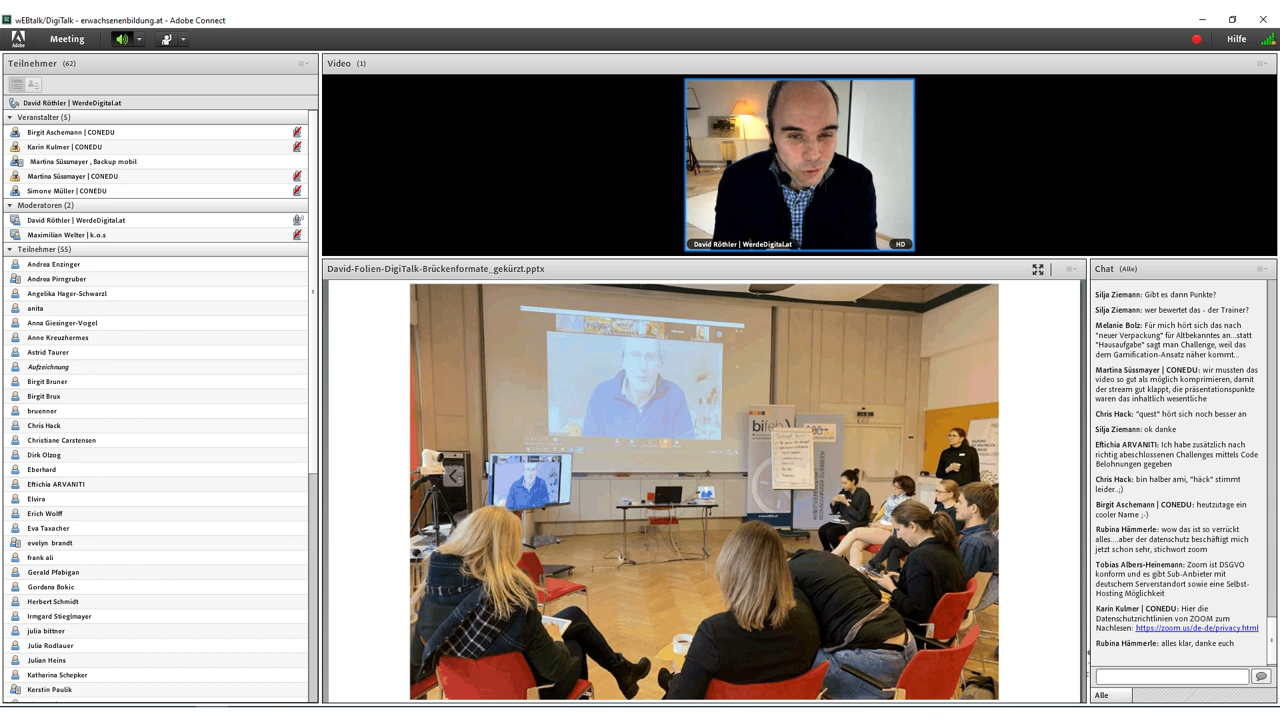 wEBtalk/DigiTalk - erwachsenenbildung.at - Adobe Connect
Adobe
Meeting
Hilfe
Teilnehmer (62)
David Röthler | WerdeDigital.at
Veranstalter (5)
Birgit Aschemann | CONEDU
Karin Kulmer | CONEDU
Martina Süssmayer , Backup mobil
Martina Süssmayer | CONEDU
Simone Müller | CONEDU
Moderatoren (2)
David Röthler | WerdeDigital.at
Maximilian Welter | k.o.s
Teilnehmer (55)
Andrea Enzinger
Andrea Pirngruber
Angelika Hager-Schwarzl
anita
Anna Giesinger-Vogel
Anne Kreuzhermes
Astrid Taurer
Aufzeichnung
Birgit Bruner
Birgit Brux
bruenner
Chris Hack
Christiane Carstensen
Dirk Olzog
Eberhard
Eftichia ARVANITI
Elvira
Erich Wolff
Eva Taxacher
evelyn brandt
frank ali
Gerald Pfabigan
Gordana Bokic
Herbert Schmidt
Irmgard Stieglmayer
julia bittner
Julia Rodlauer
Julian Heins
Katharina Schepker
Kerstin Paulik
Video (1)
David Röthler | WerdeDigital.at
HD
David-Folien-DigiTalk-Brückenformate_gekürzt.pptx
bifeb
Chat (Alle)
Silja Ziemann: Gibt es dann Punkte?
Silja Ziemann: wer bewertet das - der Trainer?
Melanie Bolz: Für mich hört sich das nach
"neuer Verpackung" für Altbekanntes an...statt
"Hausaufgabe" sagt man Challenge, weil das
dem Gamification-Ansatz näher kommt...
Martina Süssmayer | CONEDU: wir mussten das
video so gut als möglich komprimieren, damit
der stream gut klappt, die präsentationspunkte
waren das inhaltlich wesentliche
Chris Hack: "quest" hört sich noch besser an
Silja Ziemann: ok danke
Eftichia ARVANITI: Ich habe zusätzlich nach
richtig abeschlossenen Challenges mittels Code
Belohnungen gegeben
Chris Hack: bin halber ami, "häck" stimmt
leider..;)
Birgit Aschemann | CONEDU: heutzutage ein
cooler Name ;-)
Rubina Hämmerle: wow das ist so verrückt
alles....aber der datenschutz beschäftigt mich
jetzt schon sehr, stichwort zoom
Tobias Albers-Heinemann: Zoom ist DSGVO
konform und es gibt Sub-Anbieter mit
deutschem Serverstandort sowie eine Selbst-
Hosting Möglichkeit
Karin Kulmer | CONEDU: Hier die
Datenschutzrichtlinien von ZOOM zum
Nachlesen: https://zoom.us/de-de/privacy.html
Rubina Hämmerle: alles klar, danke euch
Alle